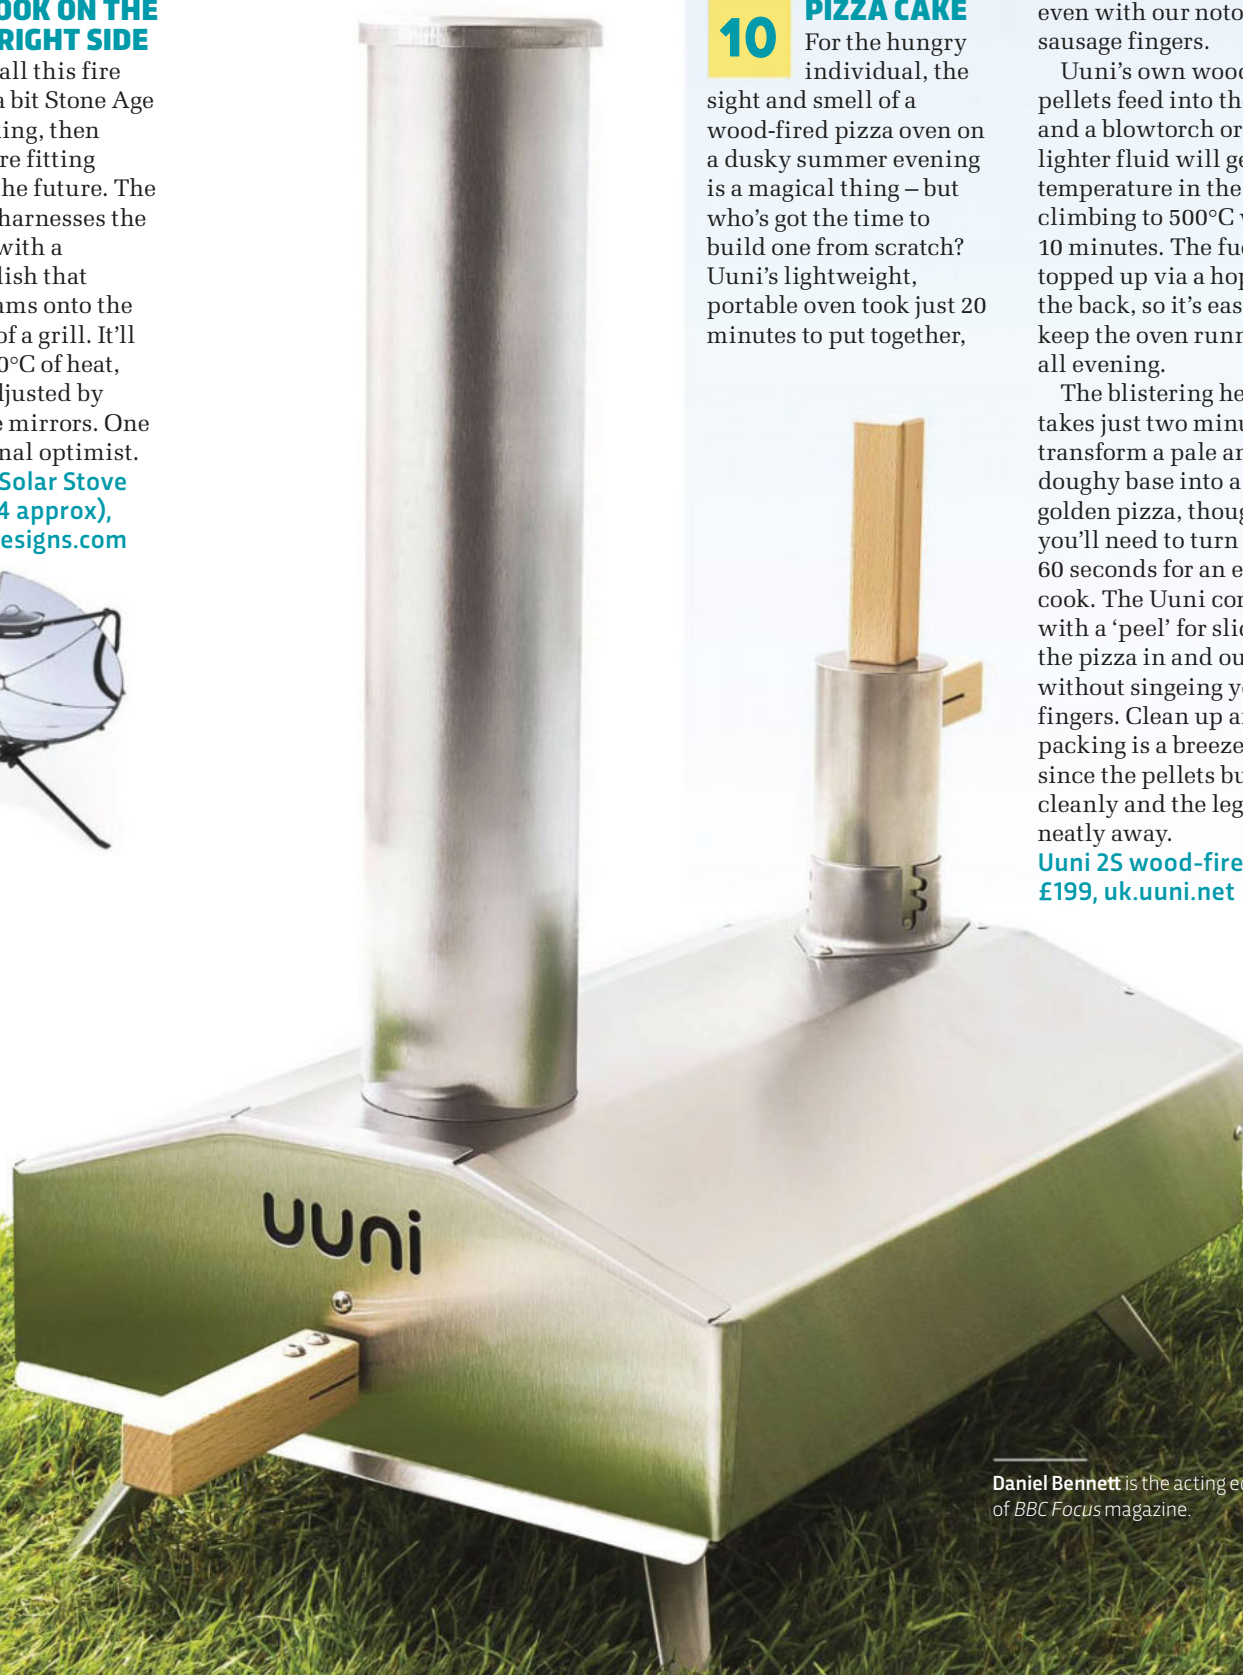 OOK ON THE
RIGHT SIDE
all this fire
a bit Stone Age
ing, then
re fitting
he future. The
harnesses the
with a
lish that
ams onto the
of a grill. It'll
0°C of heat,
djusted by
e mirrors. One
nal optimist.
Solar Stove
4 approx),
esigns.com
10
PIZZA CAKE
For the hungry
individual, the
sight and smell of a
wood-fired pizza oven on
a dusky summer evening
is a magical thing – but
who's got the time to
build one from scratch?
Uuni's lightweight,
portable oven took just 20
minutes to put together,
even with our noto
sausage fingers.
Uuni's own wood
pellets feed into th
and a blowtorch or
lighter fluid will ge
temperature in the
climbing to 500°C w
10 minutes. The fue
topped up via a hop
the back, so it's eas
keep the oven runn
all evening.
The blistering he
takes just two minu
transform a pale an
doughy base into a
golden pizza, thoug
you'll need to turn
60 seconds for an e
cook. The Uuni con
with a 'peel' for slid
the pizza in and ou
without singeing yo
fingers. Clean up an
packing is a breeze
since the pellets bu
cleanly and the leg
neatly away.
Uuni 2S wood-fire
£199, uk.uuni.net
uuni
Daniel Bennett is the acting e
of BBC Focus magazine.